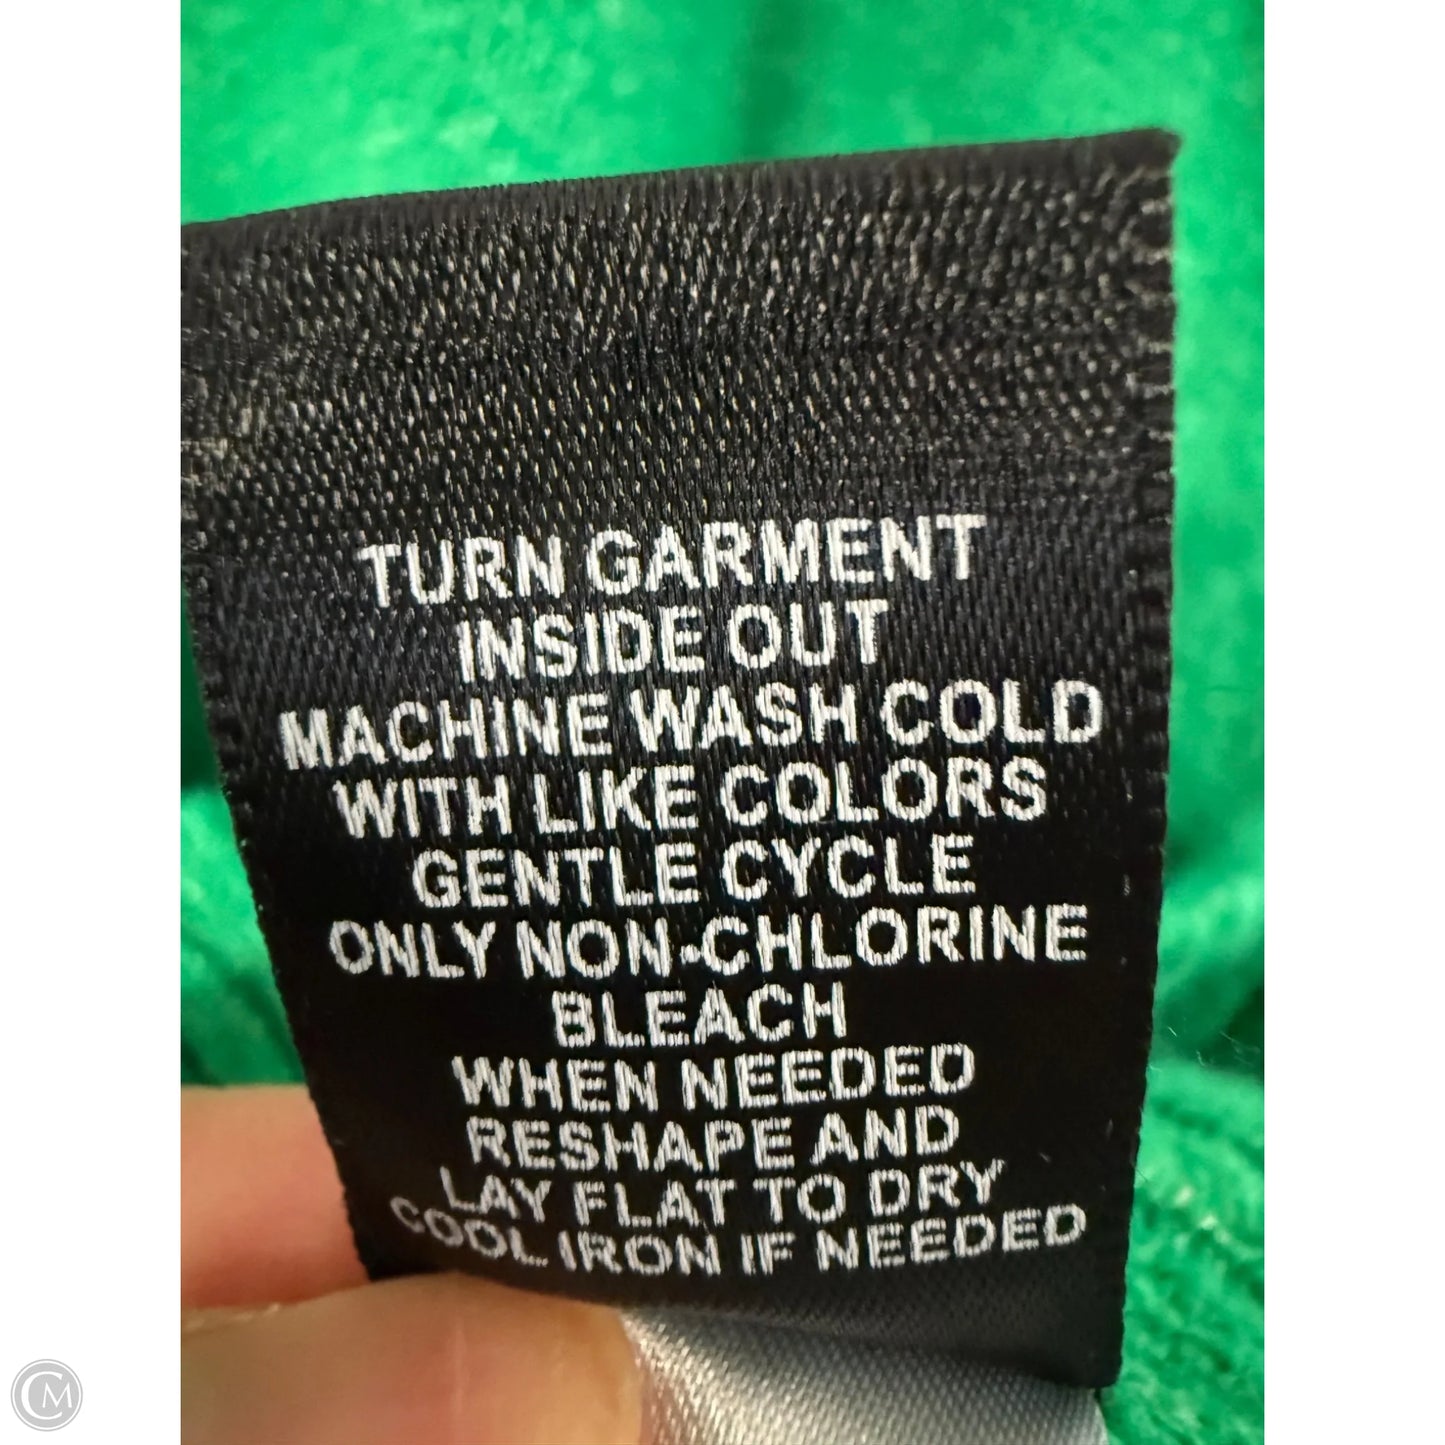 TURN GARMENT
INSIDE OUT
MACHINE WASH COLD
WITH LIKE COLORS
GENTLE CYCLE
ONLY NON-CHLORINE
BLEACH
WHEN NEEDED
RESHAPE AND
LAY FLAT TO DRY
COOL IRON IF NEEDED
CM